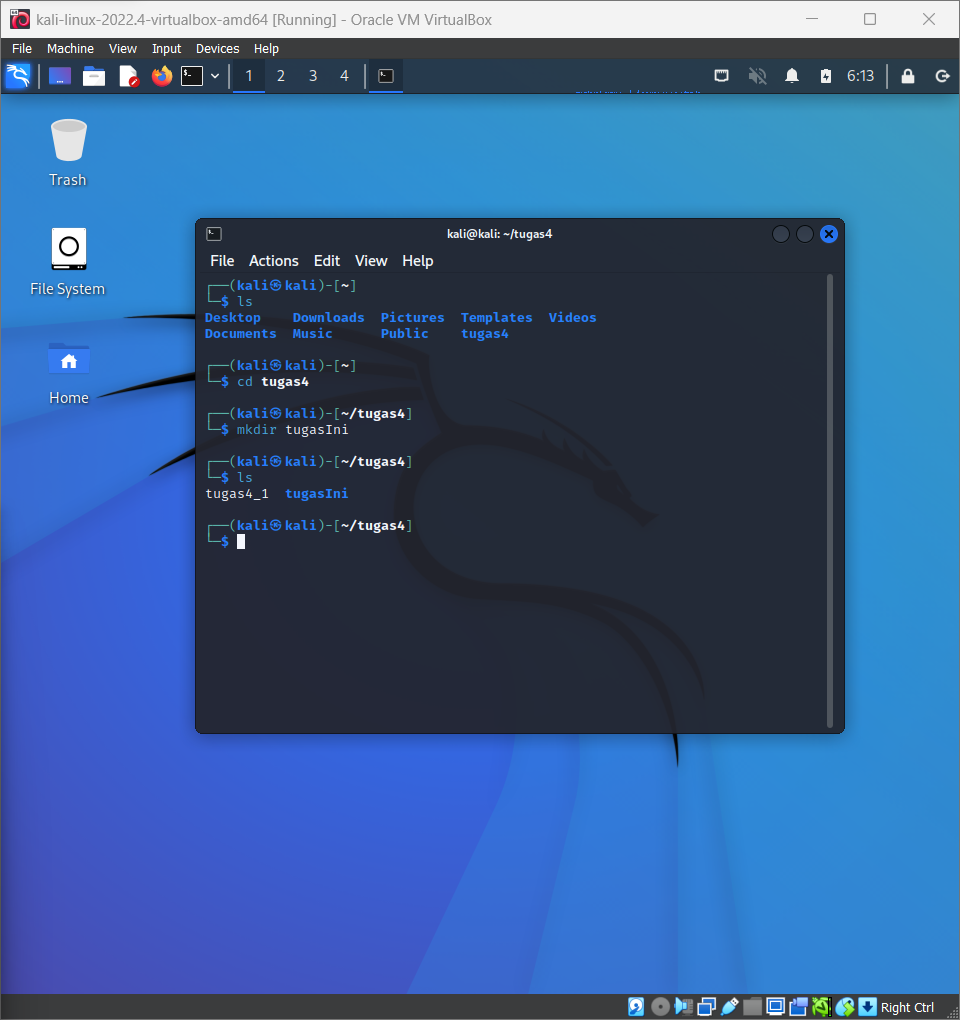 kali-linux-2022.4-virtualbox-amd64 [Running] - Oracle VM VirtualBox
File Machine View Input Devices Help
1 2 3 4 6:13
Trash
File System
Home
kali@kali: ~/tugas4
File Actions Edit View Help
┌──(kali㉿kali)-[~]
└─$ ls
Desktop Downloads Pictures Templates Videos
Documents Music Public tugas4
┌──(kali㉿kali)-[~]
└─$ cd tugas4
┌──(kali㉿kali)-[~/tugas4]
└─$ mkdir tugasIni
┌──(kali㉿kali)-[~/tugas4]
└─$ ls
tugas4_1 tugasIni
┌──(kali㉿kali)-[~/tugas4]
└─$
Right Ctrl